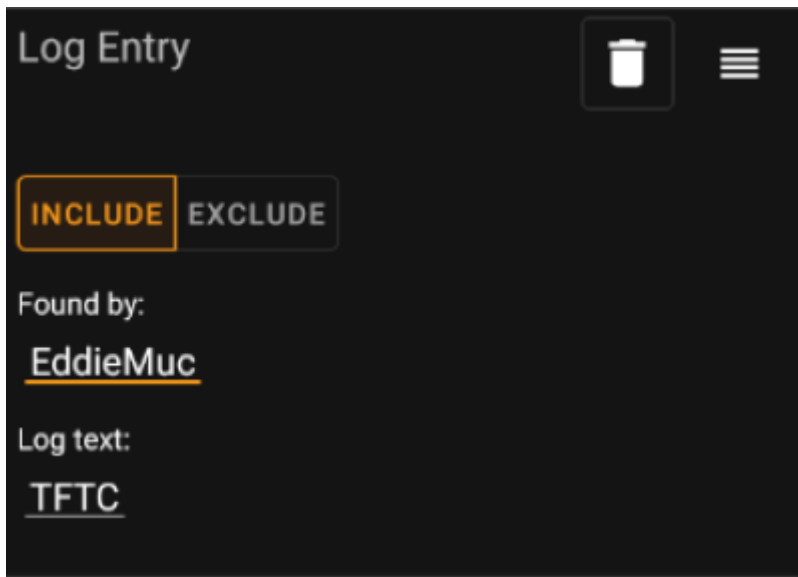 Log Entry
INCLUDE EXCLUDE
Found by:
EddieMuc
Log text:
TFTC